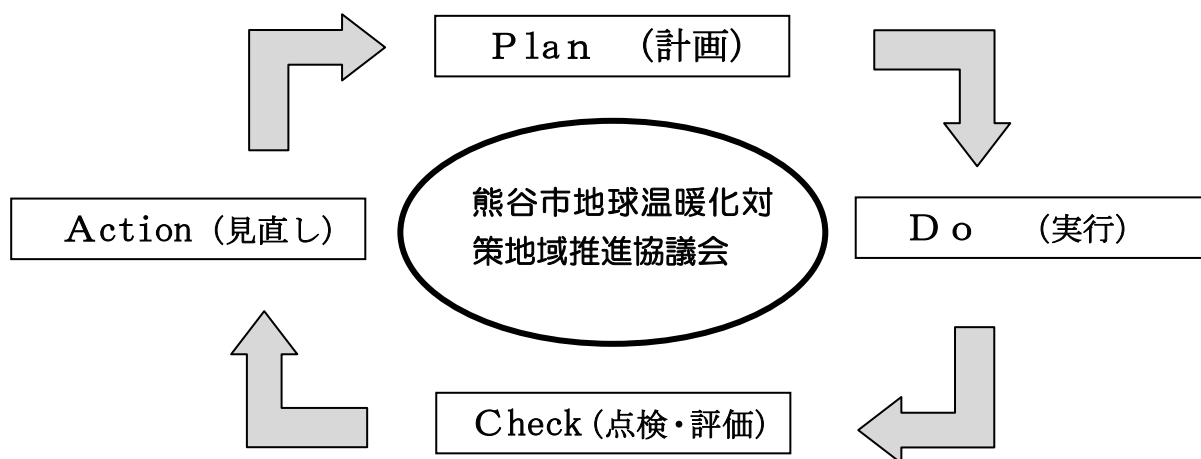 Plan (計画)
Action (見直し)
熊谷市地球温暖化対
策地域推進協議会
Do (実行)
Check (点検・評価)